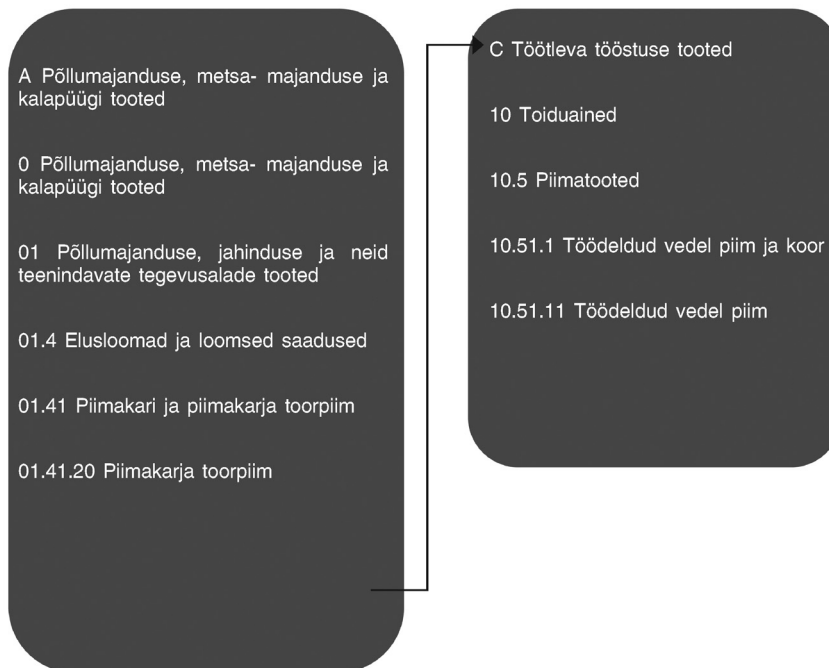 A Põllumajanduse, metsa- majanduse ja
kalapüügi tooted
0 Põllumajanduse, metsa- majanduse ja
kalapüügi tooted
01 Põllumajanduse, jahinduse ja neid
teenindavate tegevusalade tooted
01.4 Elusloomad ja loomsed saadused
01.41 Piimakari ja piimakarja toorpiim
01.41.20 Piimakarja toorpiim
C Töötleva tööstuse tooted
10 Toiduained
10.5 Piimatooted
10.51.1 Töödeldud vedel piim ja koor
10.51.11 Töödeldud vedel piim